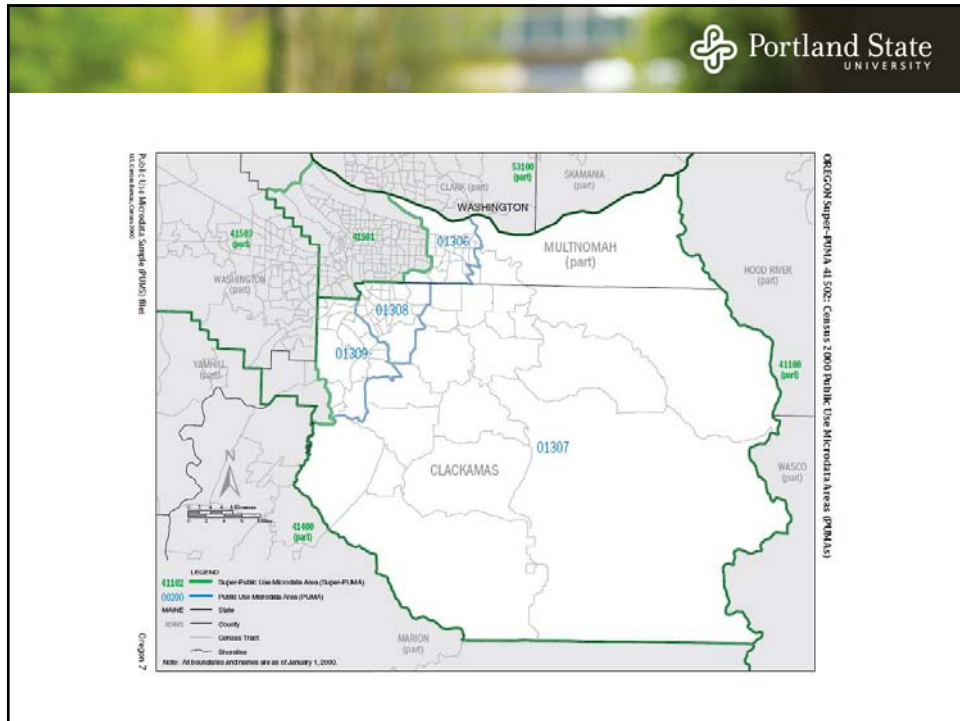 Portland State
UNIVERSITY
OREGON Super-PUMA 41502: Census 2000 Public Use Microdata Areas (PUMAs)
Public Use Microdata Sample (PUMS) files
U.S. Census Bureau, Census 2000
53100
(part)
SKAMANIA
(part)
CLARK (part)
WASHINGTON
41503
(part)
41501
01306
MULTNOMAH
(part)
HOOD RIVER
(part)
WASHINGTON
(part)
01308
01309
YAMHILL
(part)
41100
(part)
01307
CLACKAMAS
WASCO
(part)
41400
(part)
LEGEND
41102 Super-Public Use Microdata Area (Super-PUMA)
00200 Public Use Microdata Area (PUMA)
MAINE State
County
Census Tract
Shoreline
Note: All boundaries and names are as of January 1, 2000.
MARION
(part)
Oregon 7